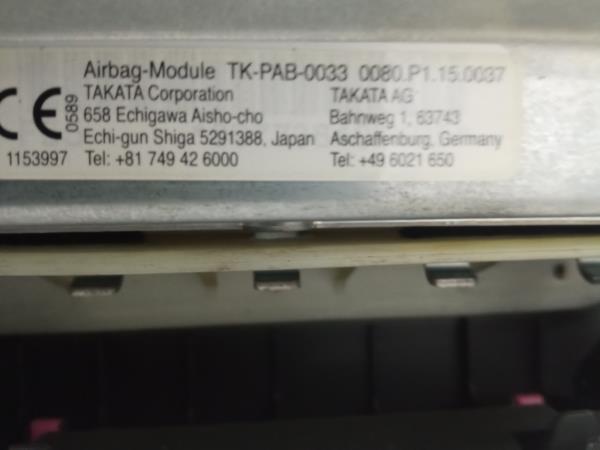 Airbag-Module TK-PAB-0033 0080.P1.15.0037
TAKATA Corporation TAKATA AG
658 Echigawa Aisho-cho Bahnweg 1, 63743
Echi-gun Shiga 5291388, Japan Aschaffenburg, Germany
Tel: +81 749 42 6000 Tel: +49 6021 650
CE
0589
1153997